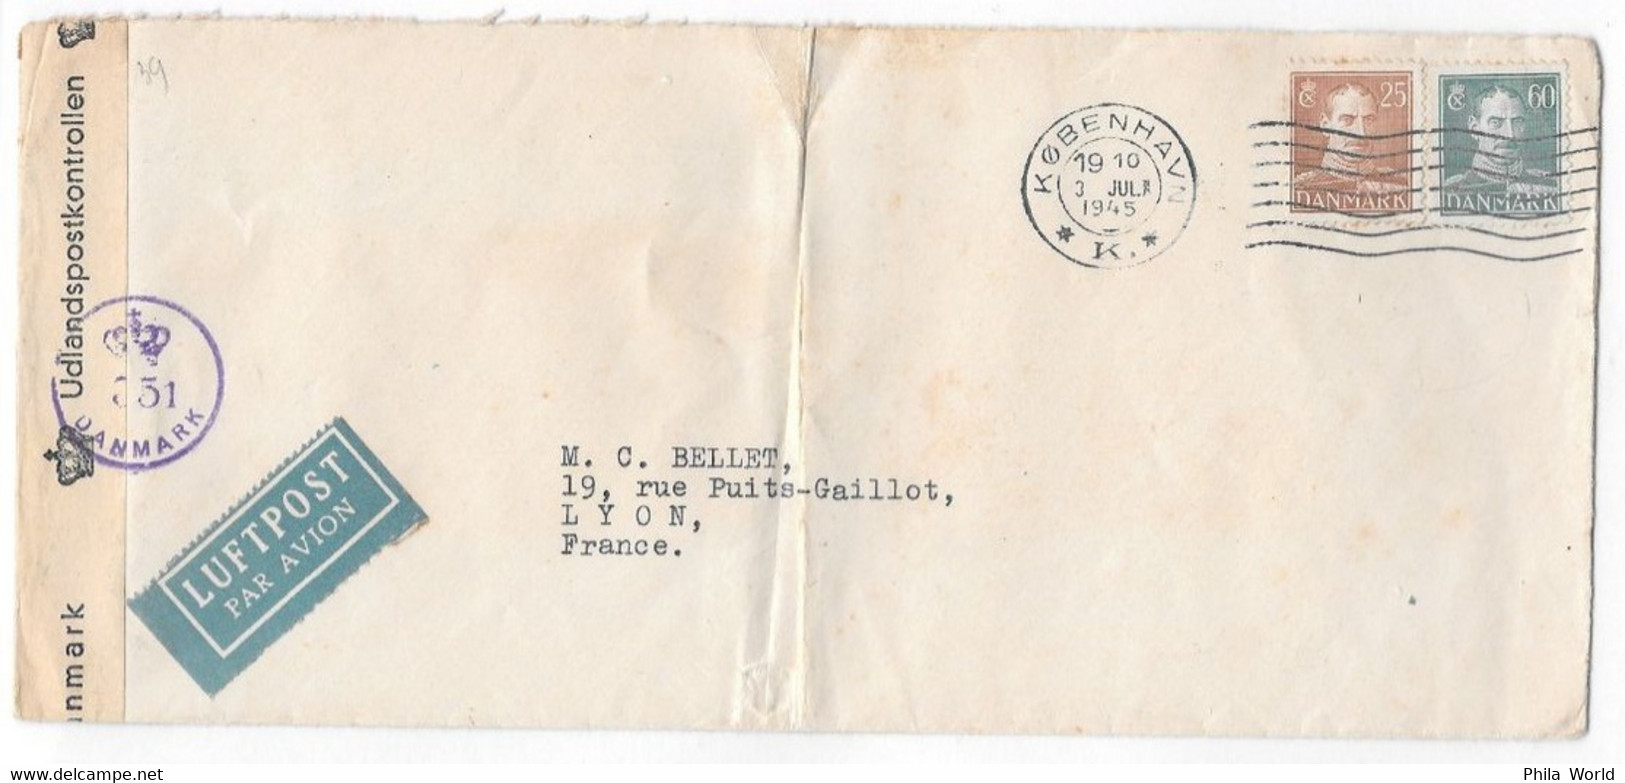 39
Udlandspostkontrollen
nmark
351
DANMARK
LUFTPOST
PAR AVION
KØBENHAVN
19 10
3 JUL.
1945
* K. *
25
DANMARK
60
DANMARK
M. C. BELLET,
19, rue Puits-Gaillot,
L Y O N,
France.
www.delcampe.net
Phila World